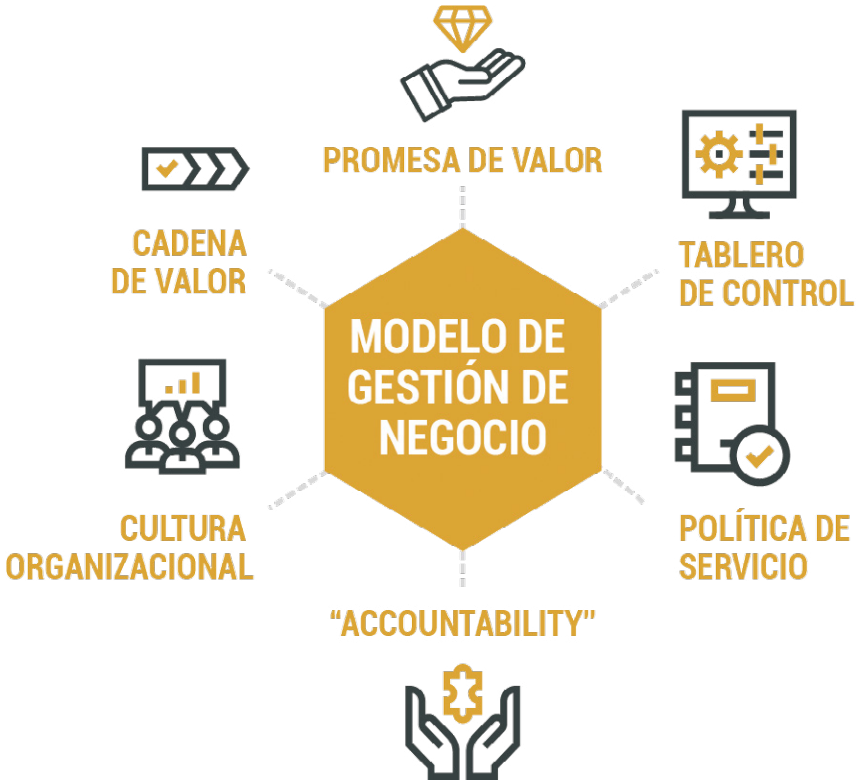 PROMESA DE VALOR
CADENA
DE VALOR
TABLERO
DE CONTROL
MODELO DE
GESTIÓN DE
NEGOCIO
CULTURA
ORGANIZACIONAL
POLÍTICA DE
SERVICIO
“ACCOUNTABILITY”